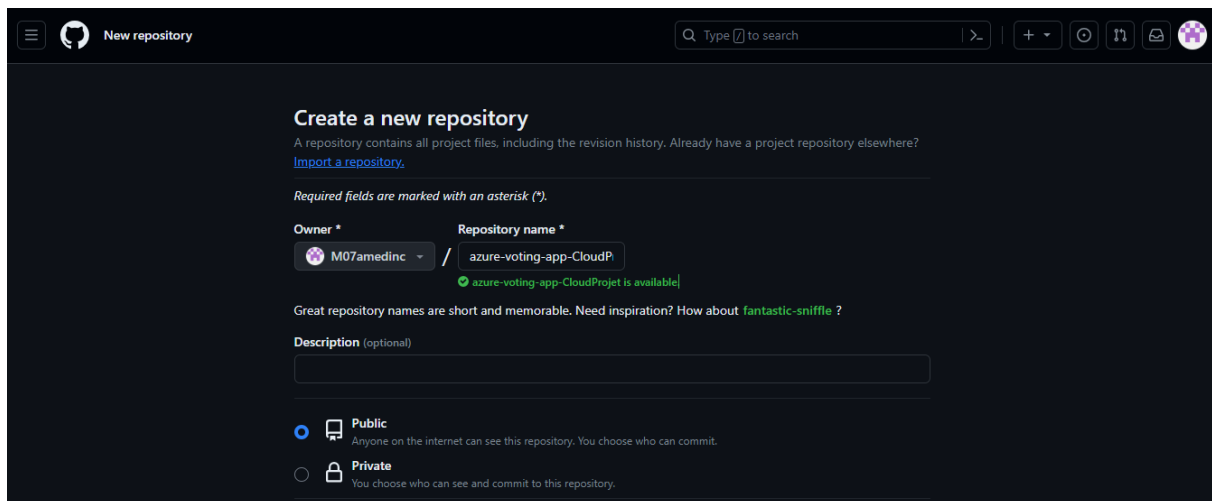 New repository
Type / to search
Create a new repository
A repository contains all project files, including the revision history. Already have a project repository elsewhere?
Import a repository.
Required fields are marked with an asterisk (*).
Owner * Repository name *
M07amedinc / azure-voting-app-CloudP
azure-voting-app-CloudProjet is available
Great repository names are short and memorable. Need inspiration? How about fantastic-sniffle ?
Description (optional)
Public
Anyone on the internet can see this repository. You choose who can commit.
Private
You choose who can see and commit to this repository.